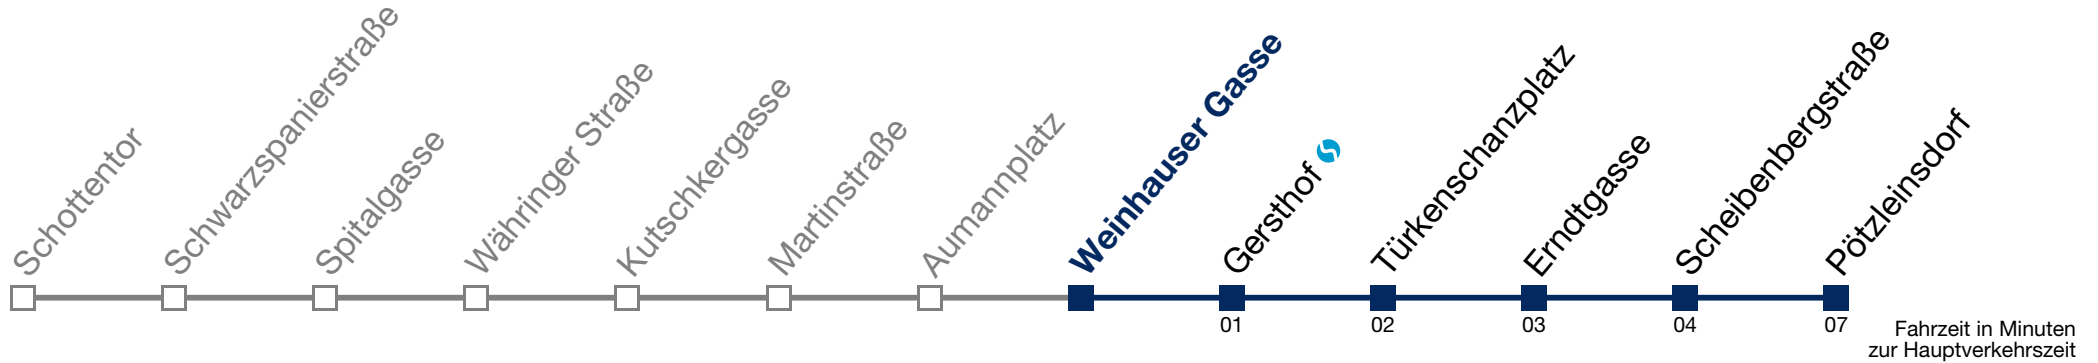 Schottentor
Schwarzspanierstraße
Spitalgasse
Währinger Straße
Kutschkergasse
Martinstraße
Aumannplatz
Weinhauser Gasse
Gersthof
Türkenschanzplatz
Erndtgasse
Scheibenbergstraße
Pötzleinsdorf
01
02
03
04
07
Fahrzeit in Minuten
zur Hauptverkehrszeit